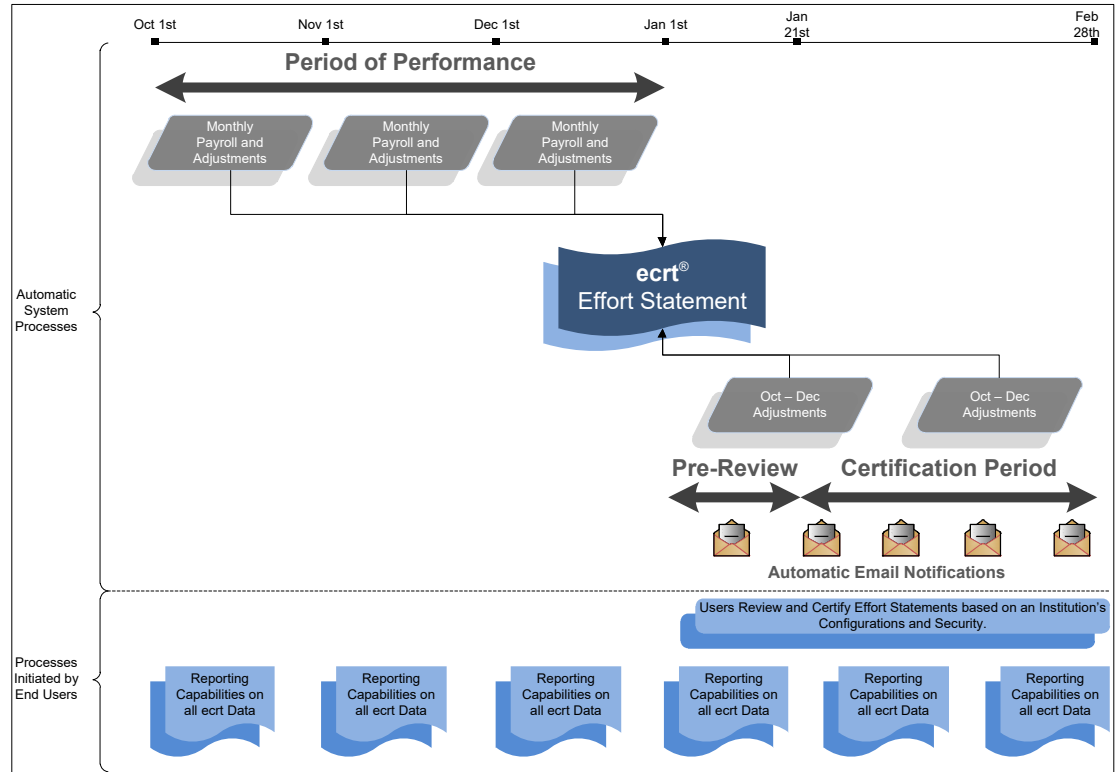 Oct 1st
Nov 1st
Dec 1st
Jan 1st
Jan
21st
Feb
28th
Period of Performance
Monthly
Payroll and
Adjustments
Monthly
Payroll and
Adjustments
Monthly
Payroll and
Adjustments
ecrt®
Effort Statement
Automatic
System
Processes
Oct – Dec
Adjustments
Oct – Dec
Adjustments
Pre-Review
Certification Period
Automatic Email Notifications
Users Review and Certify Effort Statements based on an Institution's
Configurations and Security.
Processes
Initiated by
End Users
Reporting
Capabilities on
all ecrt Data
Reporting
Capabilities on
all ecrt Data
Reporting
Capabilities on
all ecrt Data
Reporting
Capabilities on
all ecrt Data
Reporting
Capabilities on
all ecrt Data
Reporting
Capabilities on
all ecrt Data